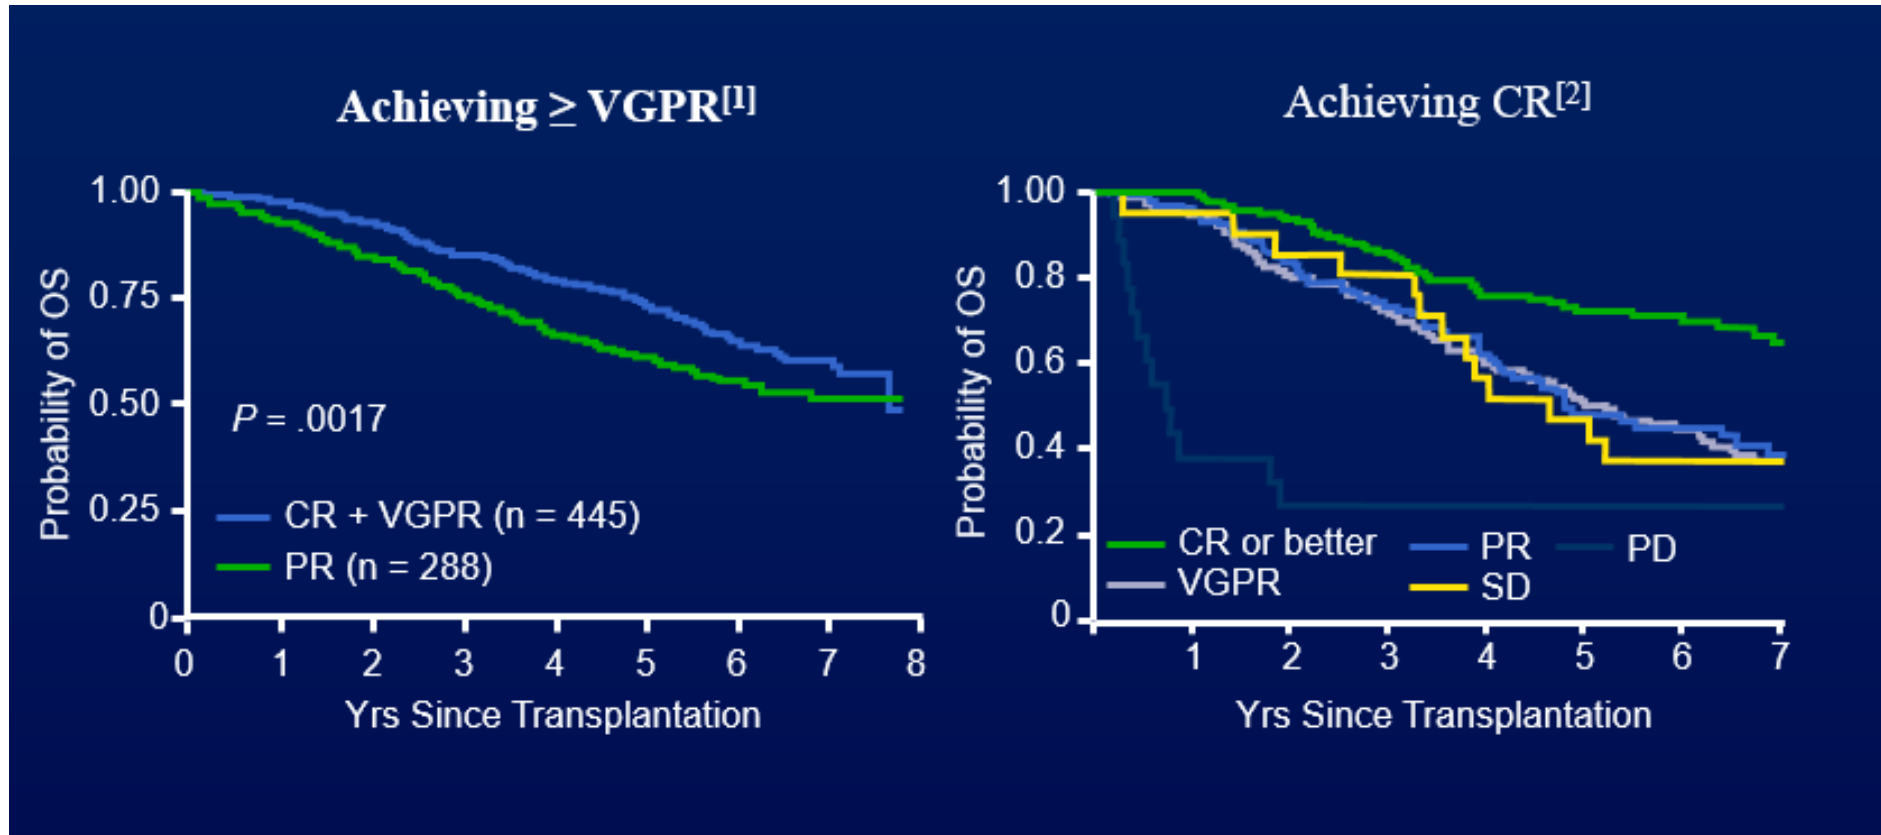 Achieving ≥ VGPR[1]
1.00
0.75
0.50
0.25
0
Probability of OS
P = .0017
CR + VGPR (n = 445)
PR (n = 288)
0 1 2 3 4 5 6 7 8
Yrs Since Transplantation
Achieving CR[2]
1.00
0.8
0.6
0.4
0.2
0
Probability of OS
CR or better PR PD
VGPR SD
1 2 3 4 5 6 7
Yrs Since Transplantation